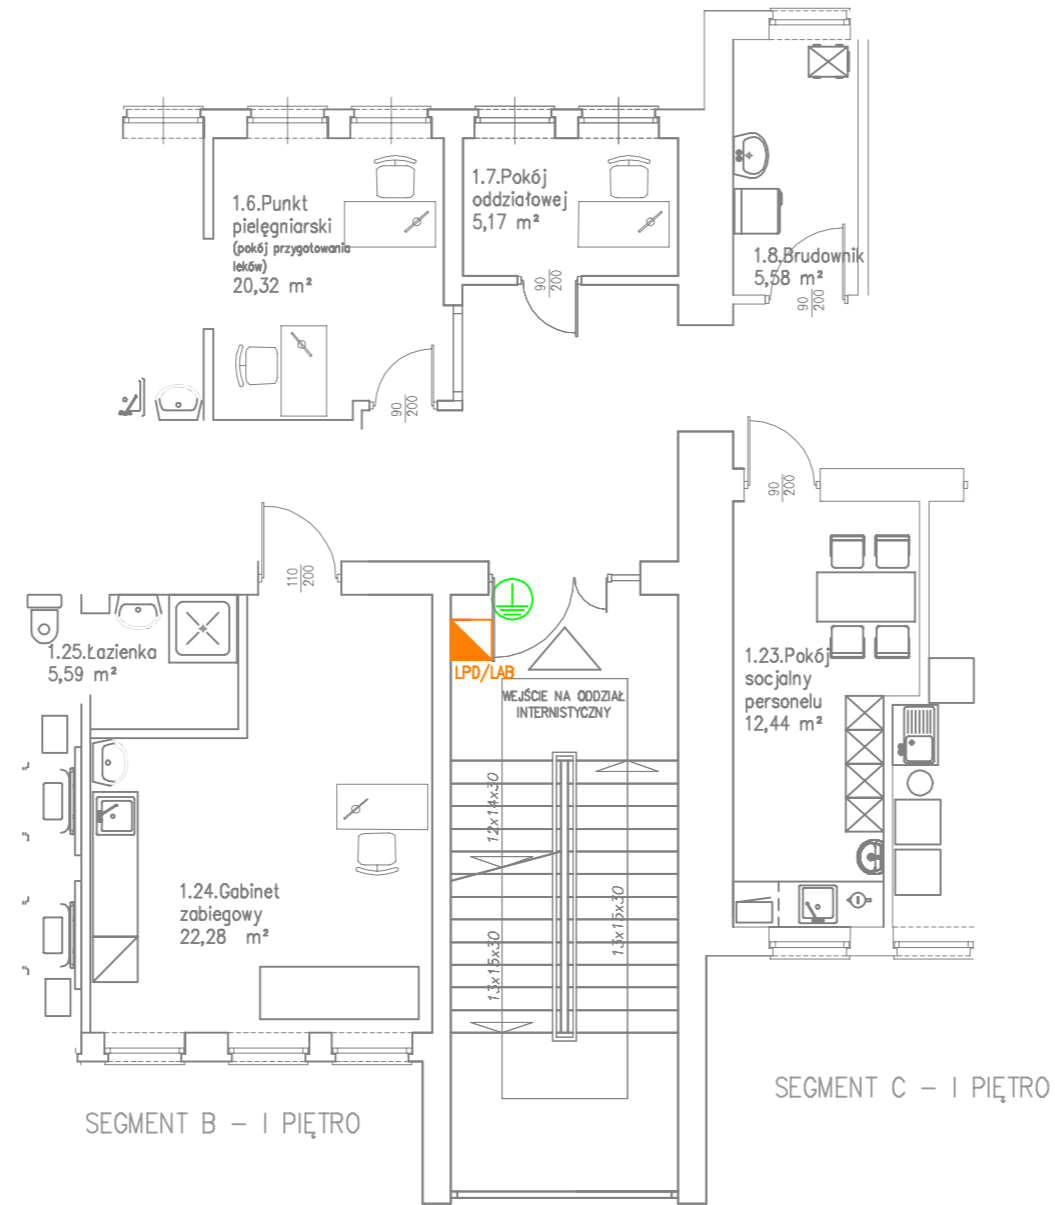 1.6.Punkt
pielęgniarski
(pokój przygotowania
leków)
20,32 m²
1.7.Pokój
oddziałowej
5,17 m²
1.8.Brudownik
5,58 m²
90
200
90
200
90
200
90
200
110
200
1.25.Łazienka
5,59 m²
LPD/LAB
WEJŚCIE NA ODDZIAŁ
INTERNISTYCZNY
1.23.Pokój
socjalny
personelu
12,44 m²
12x14x30
13x15x30
13x15x30
1.24.Gabinet
zabiegowy
22,28 m²
SEGMENT B – I PIĘTRO
SEGMENT C – I PIĘTRO